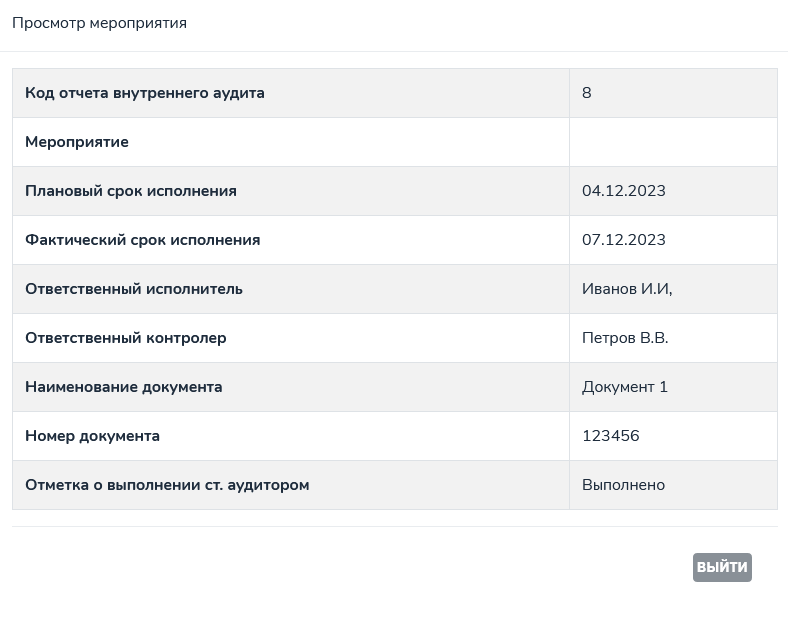 Просмотр мероприятия
Код отчета внутреннего аудита 8
Мероприятие
Плановый срок исполнения 04.12.2023
Фактический срок исполнения 07.12.2023
Ответственный исполнитель Иванов И.И,
Ответственный контролер Петров В.В.
Наименование документа Документ 1
Номер документа 123456
Отметка о выполнении ст. аудитором Выполнено
ВЫЙТИ